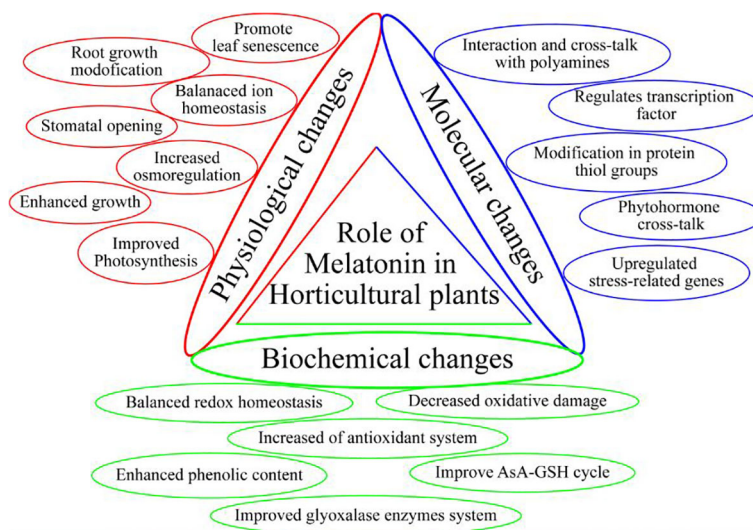 Promote
leaf senescence
Root growth
modofication
Balanaced ion
homeostasis
Stomatal opening
Increased
osmoregulation
Enhanced growth
Improved
Photosynthesis
Physiological changes
Interaction and cross-talk
with polyamines
Regulates transcription
factor
Modification in protein
thiol groups
Phytohormone
cross-talk
Upregulated
stress-related genes
Molecular changes
Role of
Melatonin in
Horticultural plants
Biochemical changes
Balanced redox homeostasis
Decreased oxidative damage
Increased of antioxidant system
Enhanced phenolic content
Improve AsA-GSH cycle
Improved glyoxalase enzymes system